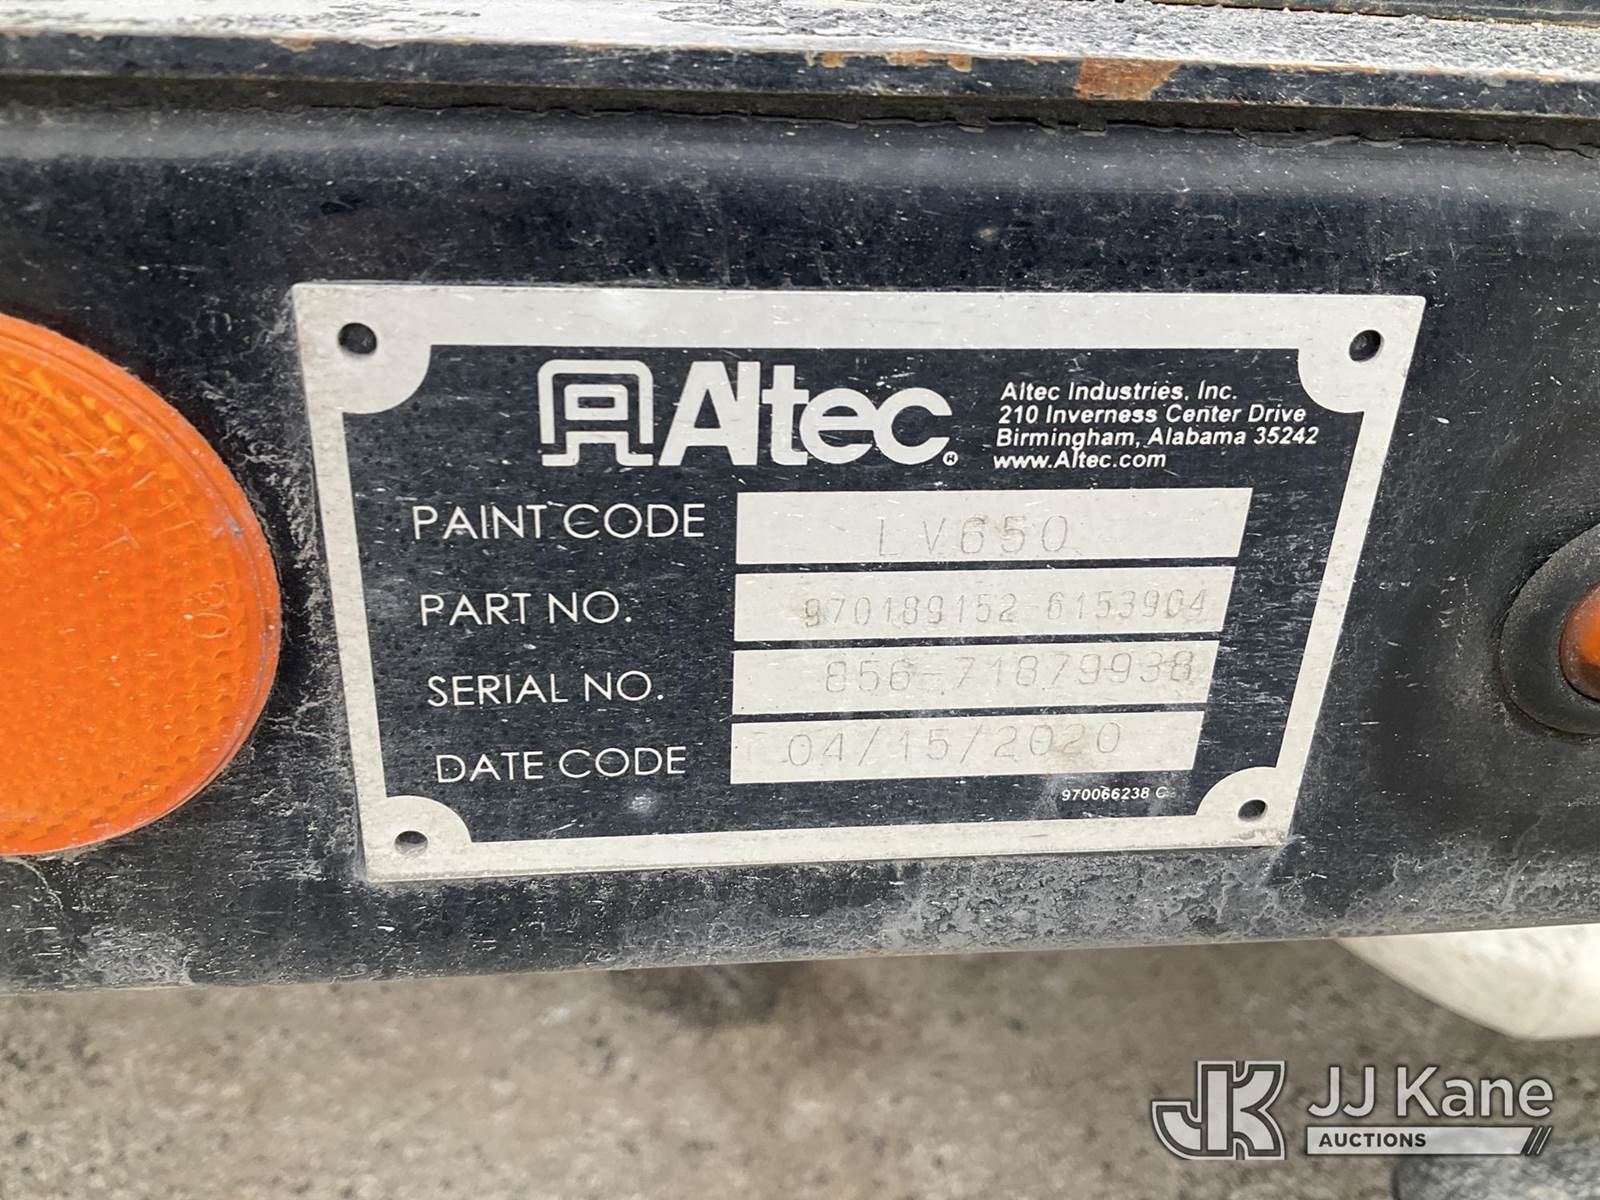 Altec
Altec Industries, Inc.
210 Inverness Center Drive
Birmingham, Alabama 35242
www.Altec.com
PAINT CODE LV650
PART NO. 970189152 6153904
SERIAL NO. 856-71879938
DATE CODE 04/15/2020
970066238 C
JK JJ Kane
AUCTIONS